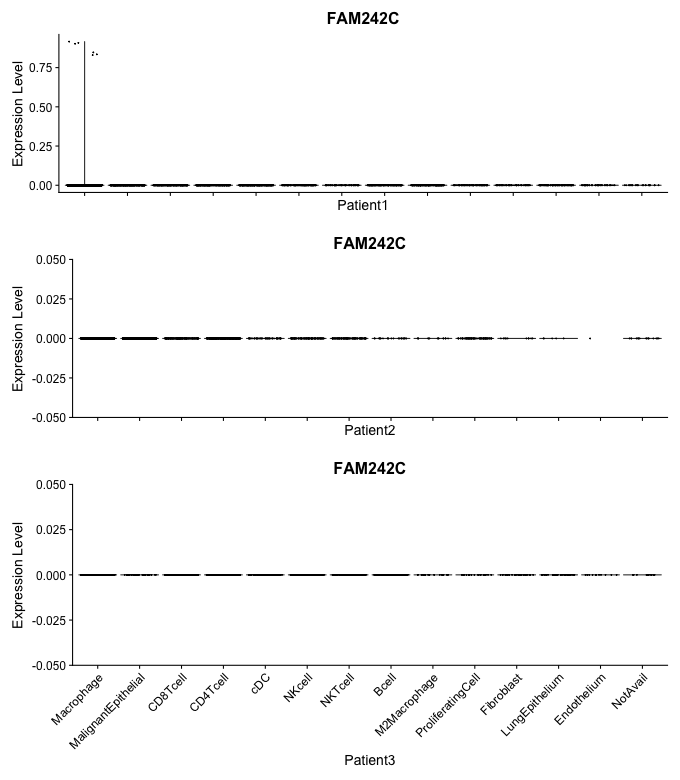 FAM242C
Expression Level
0.75
0.50
0.25
0.00
Patient1
FAM242C
Expression Level
0.050
0.025
0.000
-0.025
-0.050
Patient2
FAM242C
Expression Level
0.050
0.025
0.000
-0.025
-0.050
Macrophage
MalignantEpithelial
CD8Tcell
CD4Tcell
cDC
NKcell
NKTcell
Bcell
M2Macrophage
ProliferatingCell
Fibroblast
LungEpithelium
Endothelium
NotAvail
Patient3